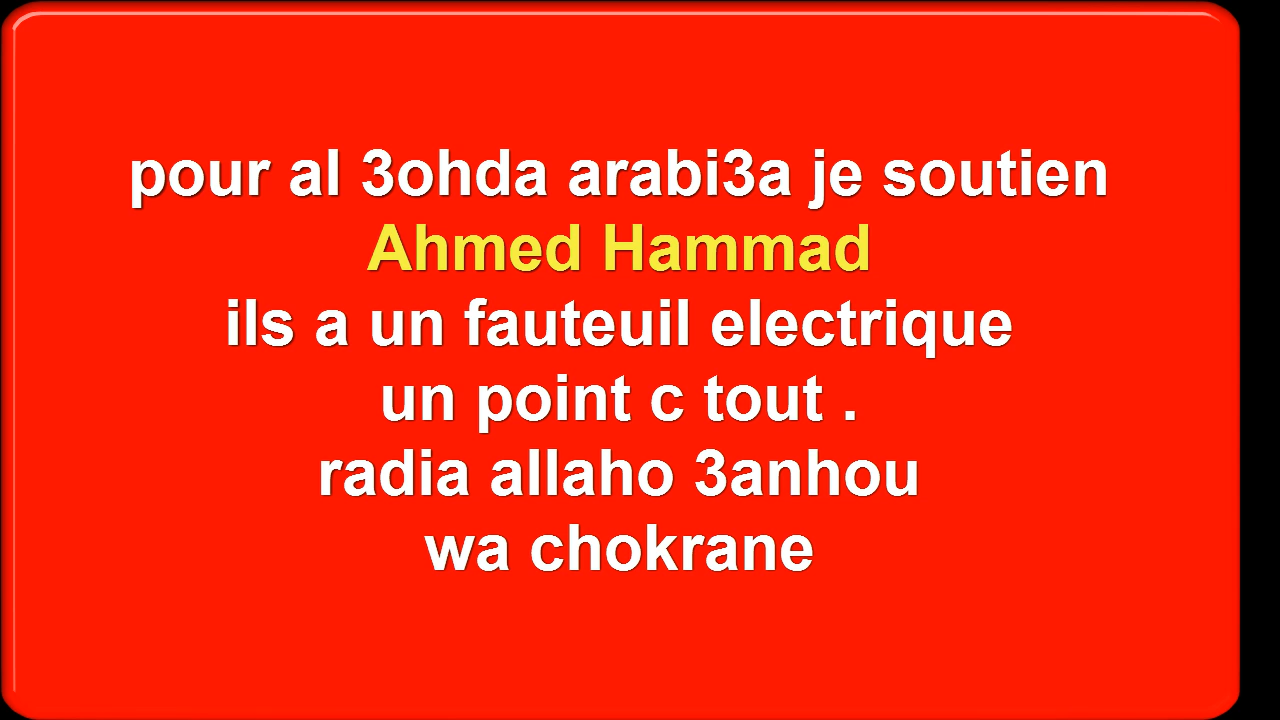 pour al 3ohda arabi3a je soutien
Ahmed Hammad
ils a un fauteuil electrique
un point c tout .
radia allaho 3anhou
wa chokrane